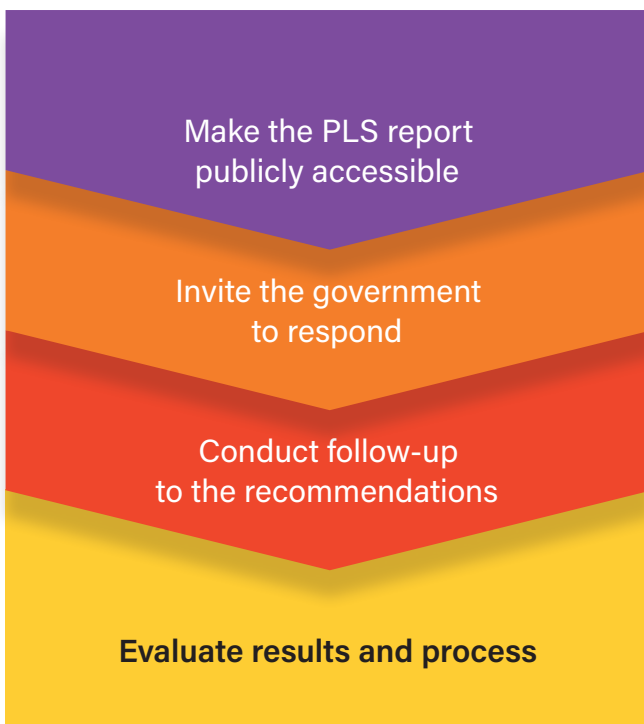 Make the PLS report
publicly accessible
Invite the government
to respond
Conduct follow-up
to the recommendations
Evaluate results and process